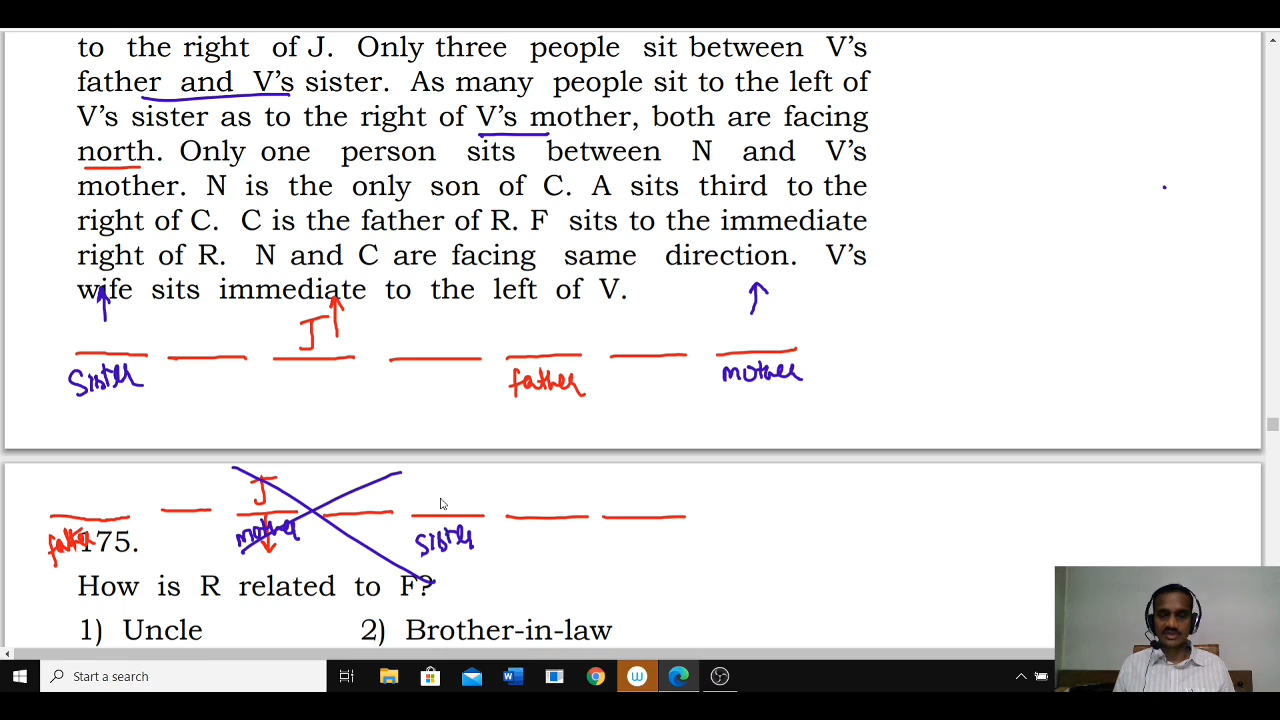 to the right of J. Only three people sit between V's
father and V's sister. As many people sit to the left of
V's sister as to the right of V's mother, both are facing
north. Only one person sits between N and V's
mother. N is the only son of C. A sits third to the
right of C. C is the father of R. F sits to the immediate
right of R. N and C are facing same direction. V's
wife sits immediate to the left of V.
J
Sister father mother
J
father mother sister
175.
How is R related to F?
1) Uncle 2) Brother-in-law
Start a search